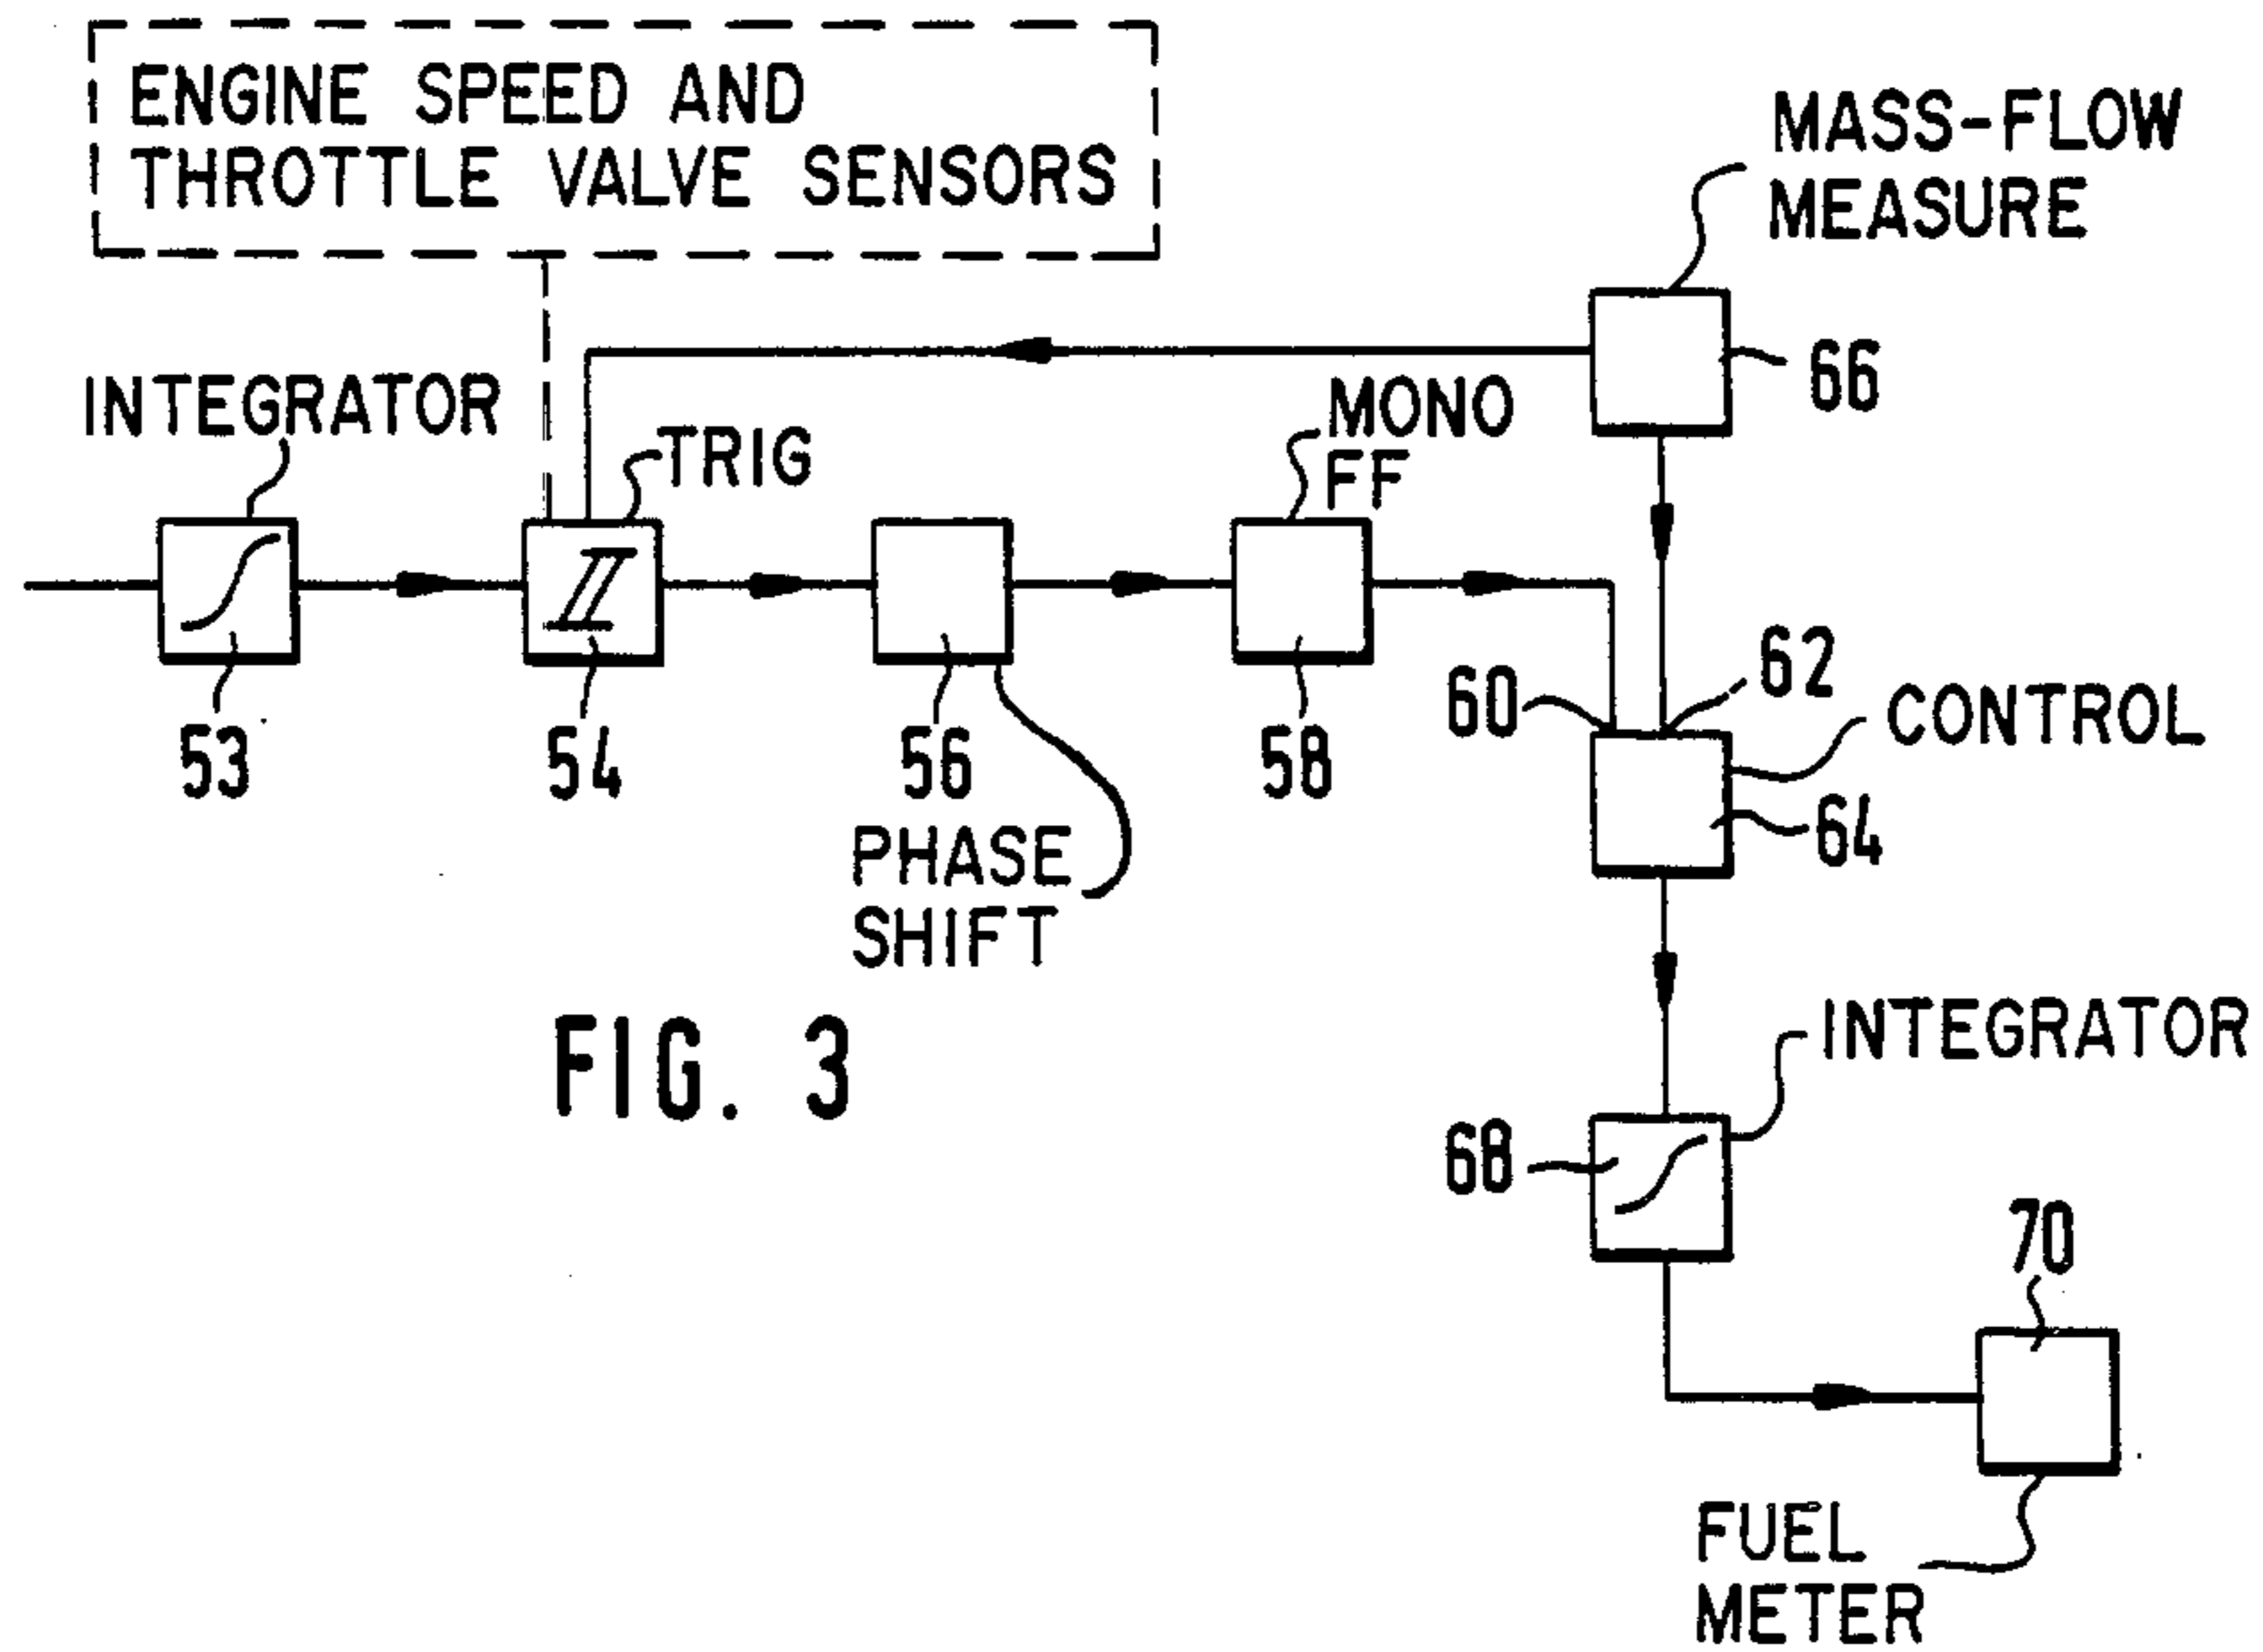 ENGINE SPEED AND
THROTTLE VALVE SENSORS
MASS-FLOW
MEASURE
66
INTEGRATOR
TRIG
MONO
FF
53
54
56
PHASE
SHIFT
58
60
62
CONTROL
64
FIG. 3
INTEGRATOR
68
70
FUEL
METER